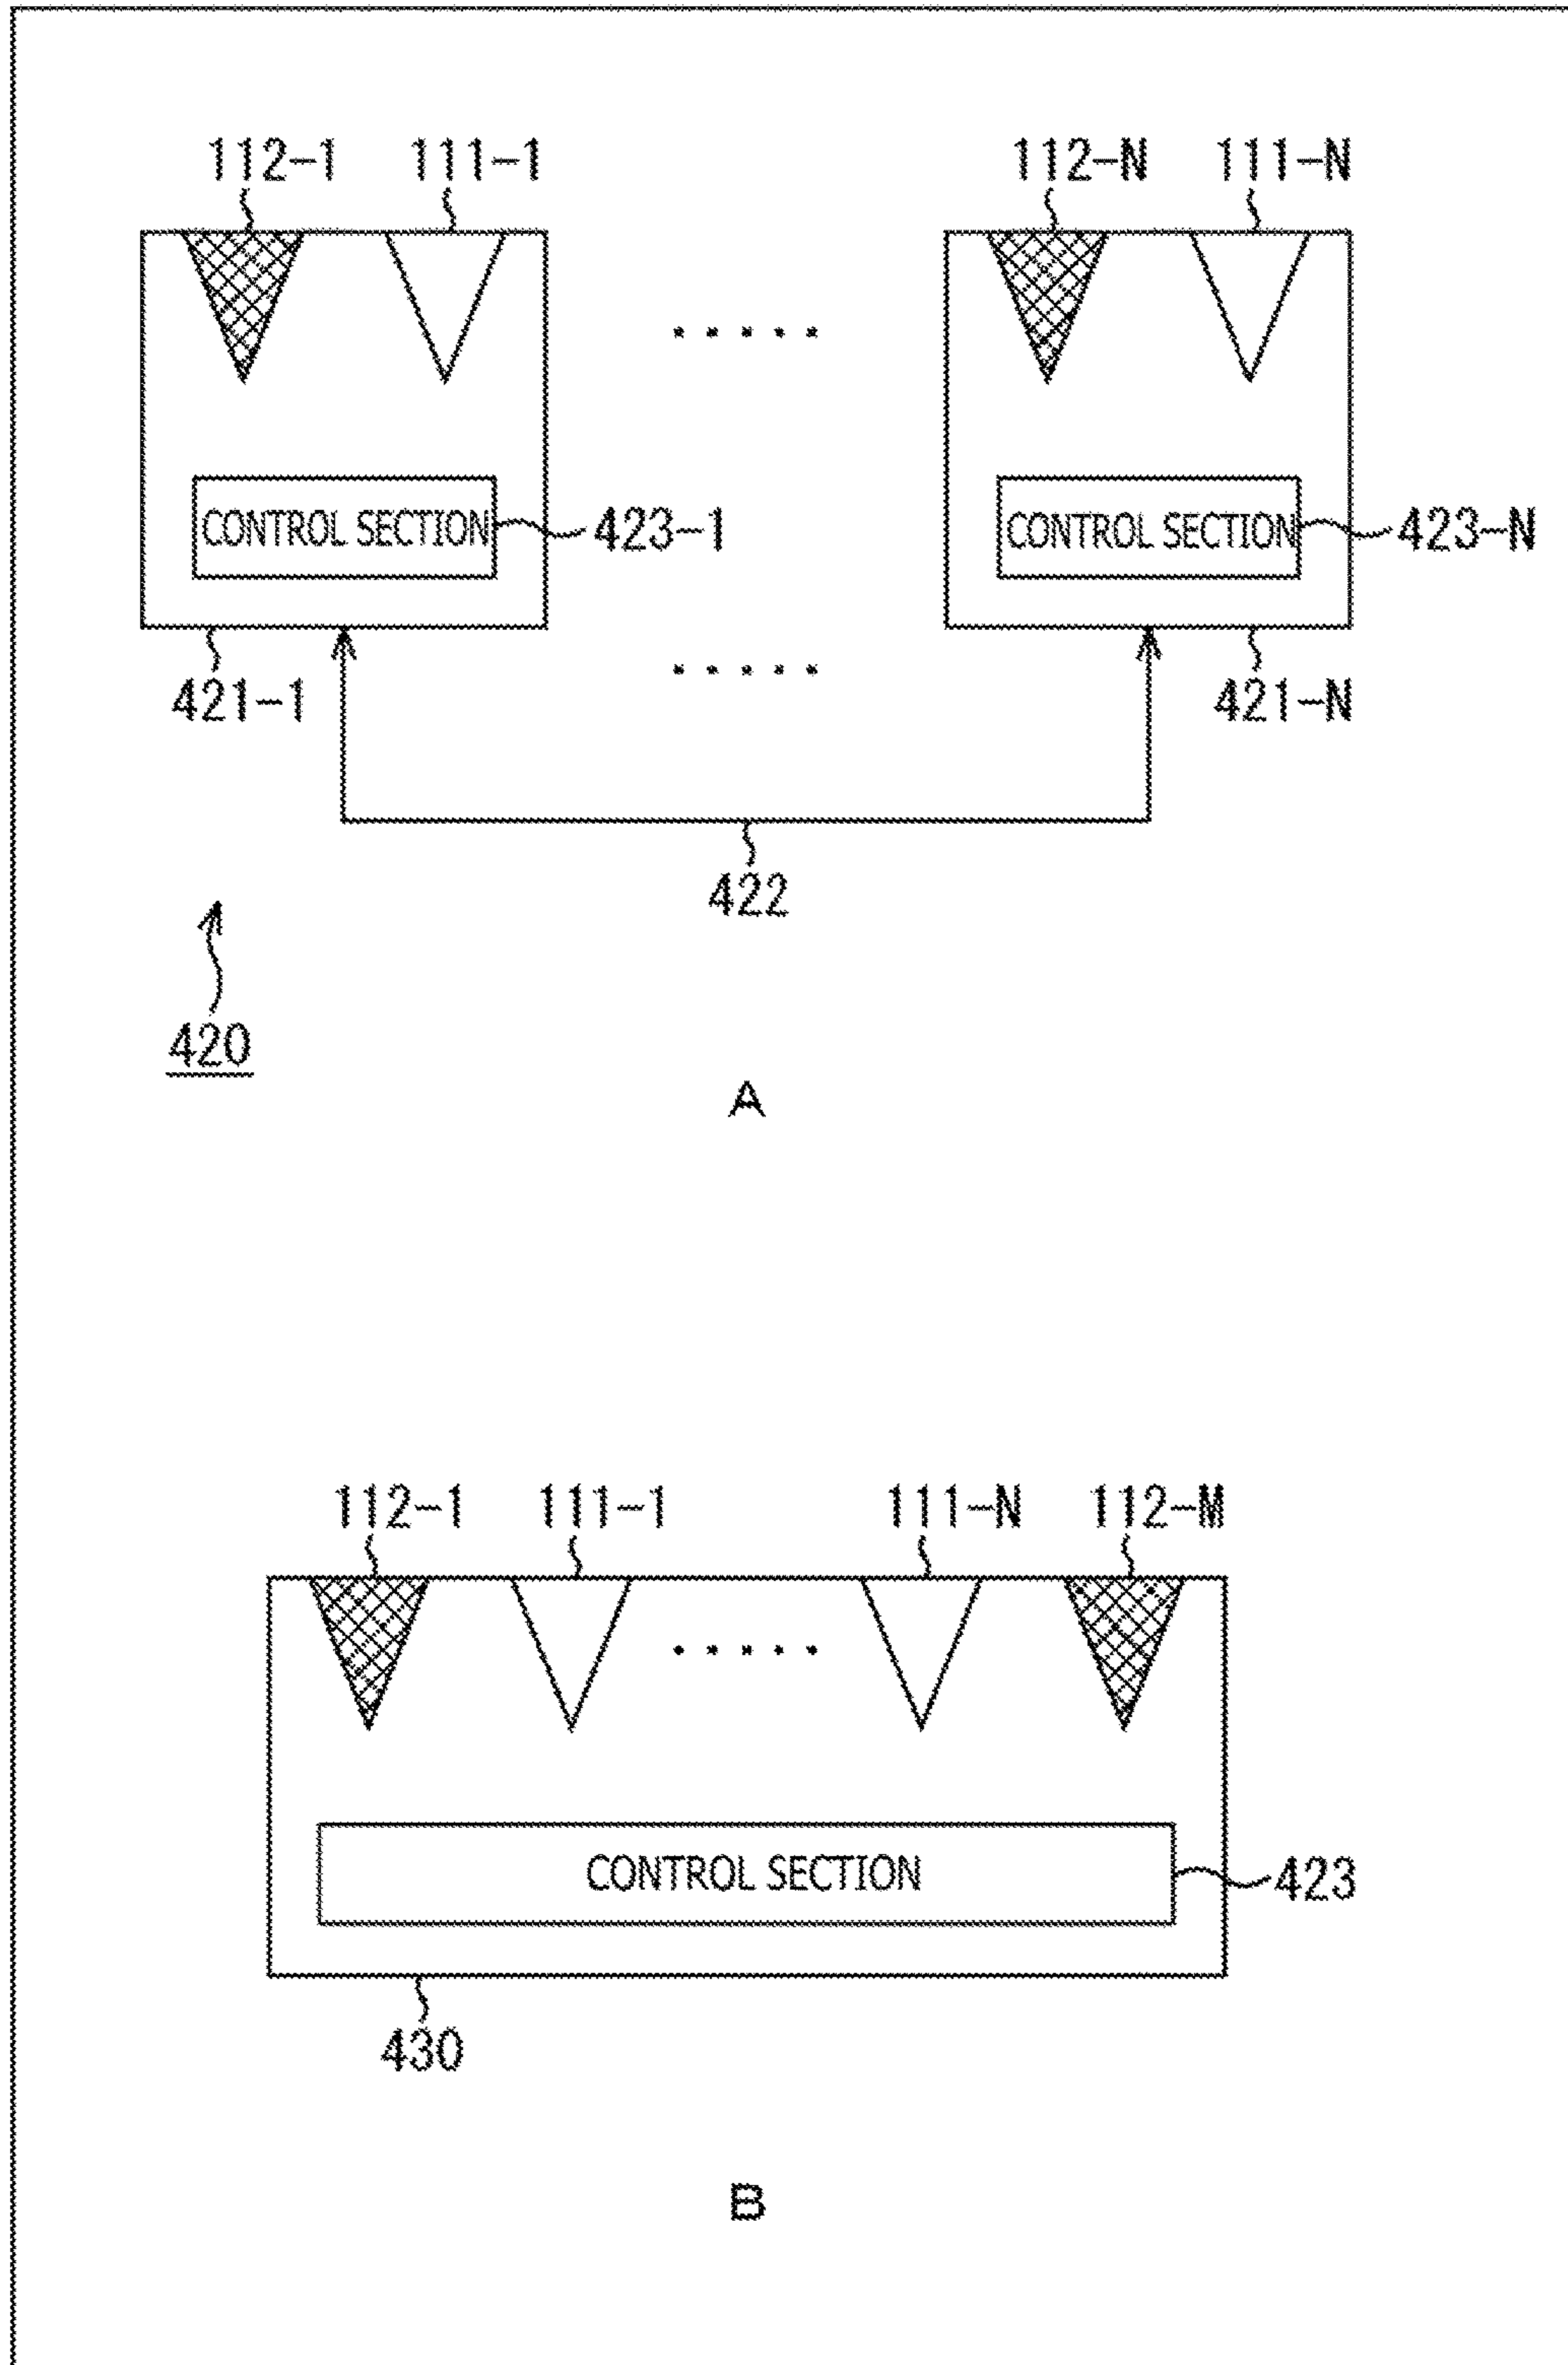 112-1 111-1 112-N 111-N
CONTROL SECTION 423-1 CONTROL SECTION 423-N
421-1 421-N
422
420
A
112-1 111-1 111-N 112-M
CONTROL SECTION 423
430
B